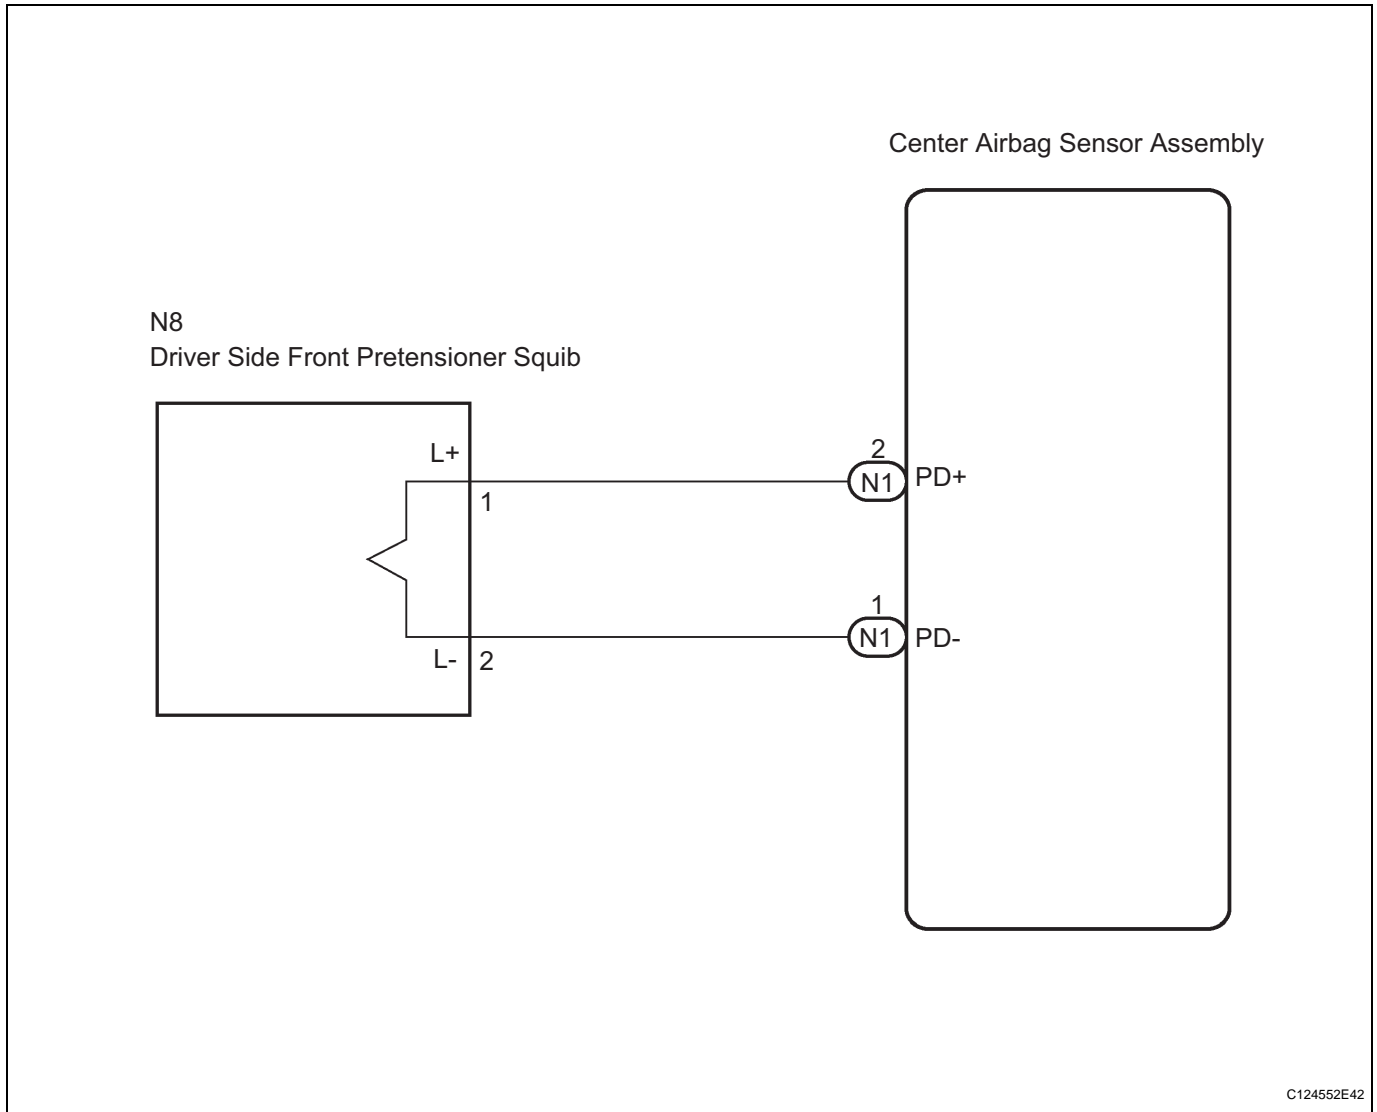 Center Airbag Sensor Assembly
N8
Driver Side Front Pretensioner Squib
L+
1
2
N1
PD+
L-
2
1
N1
PD-
C124552E42